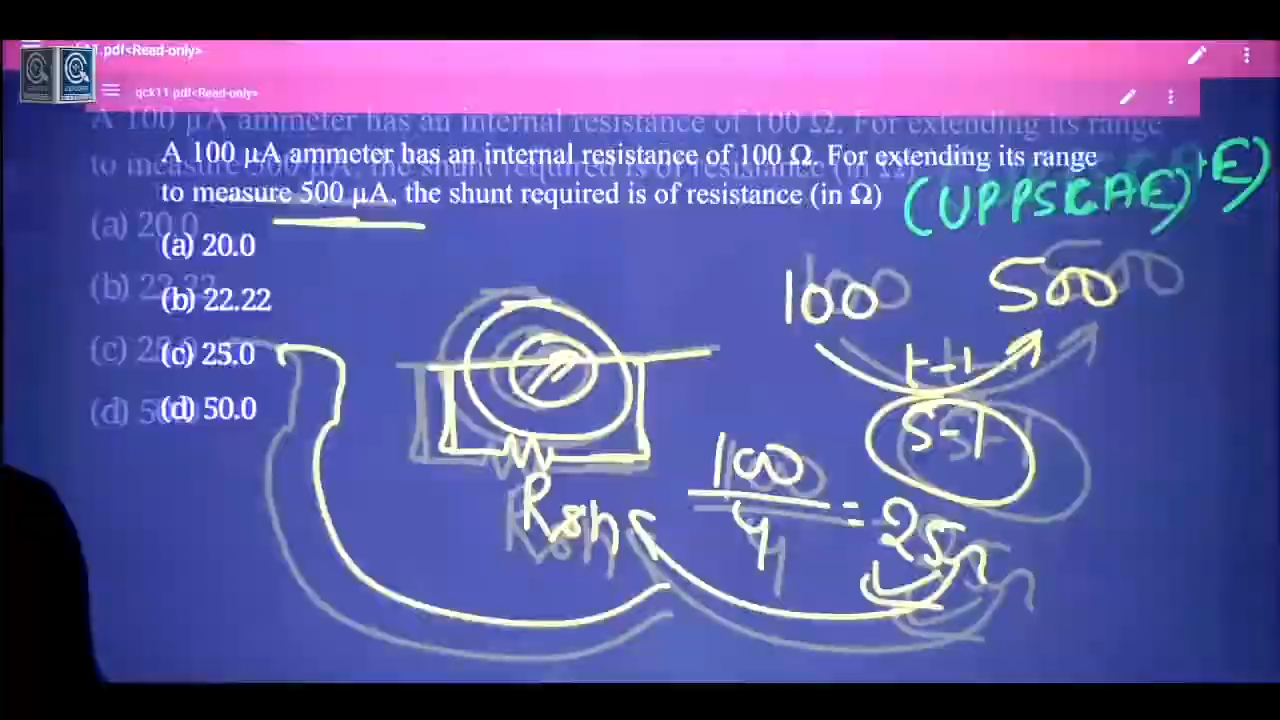 1.pdf<Read-only>
qck11.pdf<Read-only>
A 100 μA ammeter has an internal resistance of 100 Ω. For extending its range
to measure 500 μA, the shunt required is of resistance (in Ω)
(UPPSC AE)
(a) 20.0
(b) 22.22
(c) 25.0
(d) 50.0
100 500
5-1
Rsh
100
4
= 25Ω